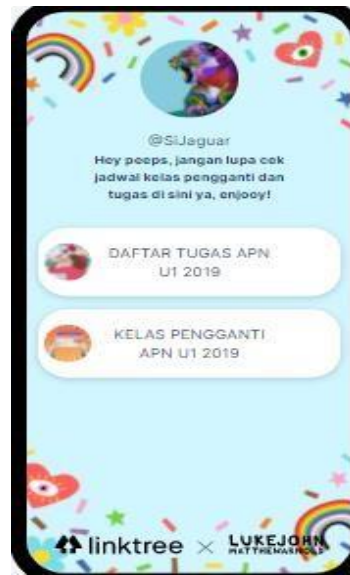 @SiJaguar
Hey peeps, jangan lupa cek
jadwal kelas pengganti dan
tugas di sini ya, enjooy!
DAFTAR TUGAS APN
U1 2019
KELAS PENGGANTI
APN U1 2019
linktree × LUKEJOHN
MATTHEWARNOLD